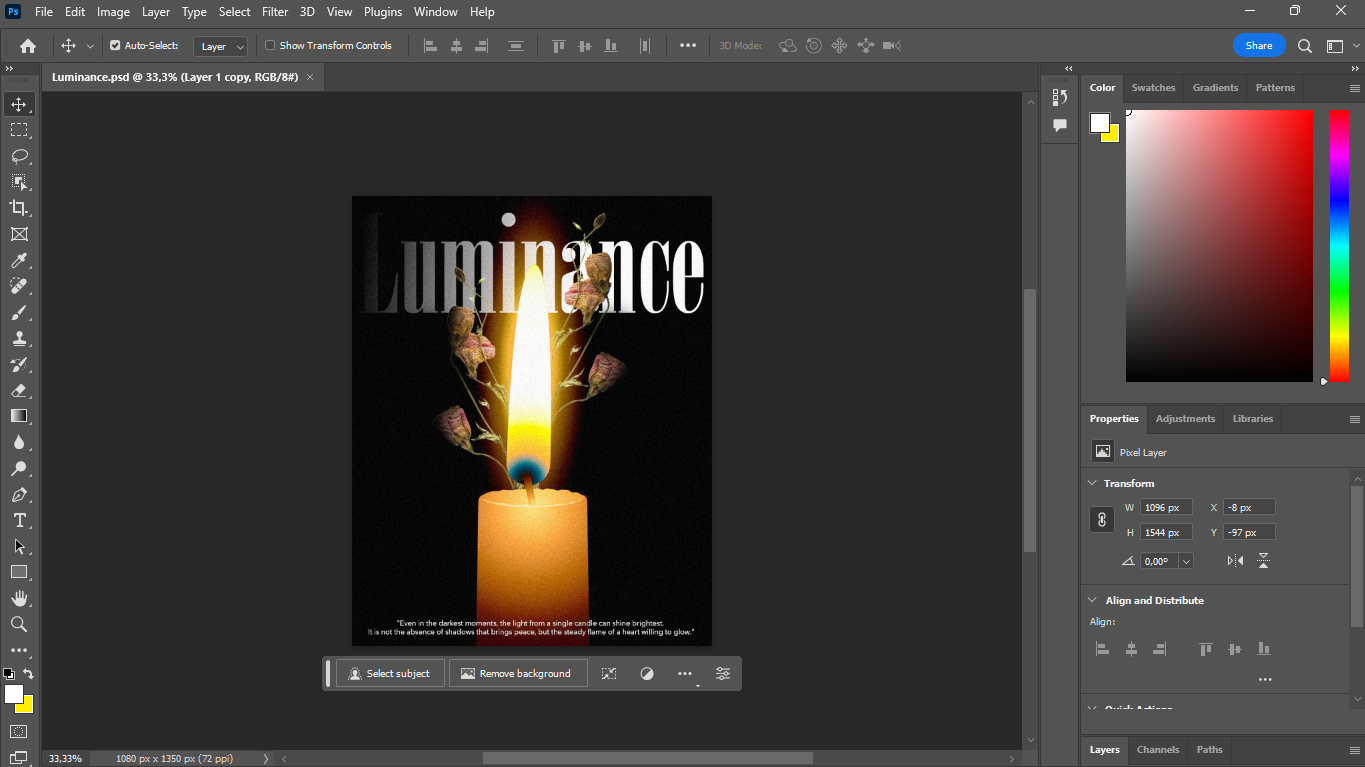 Ps File Edit Image Layer Type Select Filter 3D View Plugins Window Help
Auto-Select: Layer Show Transform Controls 3D Mode: Share
Luminance.psd @ 33,3% (Layer 1 copy, RGB/8#) ×
Color Swatches Gradients Patterns
Luminance
"Even in the darkest moments, the light from a single candle can shine brightest.
It is not the absence of shadows that brings peace, but the steady flame of a heart willing to glow."
Select subject Remove background
Properties Adjustments Libraries
Pixel Layer
Transform
W 1096 px X -8 px
H 1544 px Y -97 px
0,00°
Align and Distribute
Align:
Quick Actions
Layers Channels Paths
33,33% 1080 px x 1350 px (72 ppi)